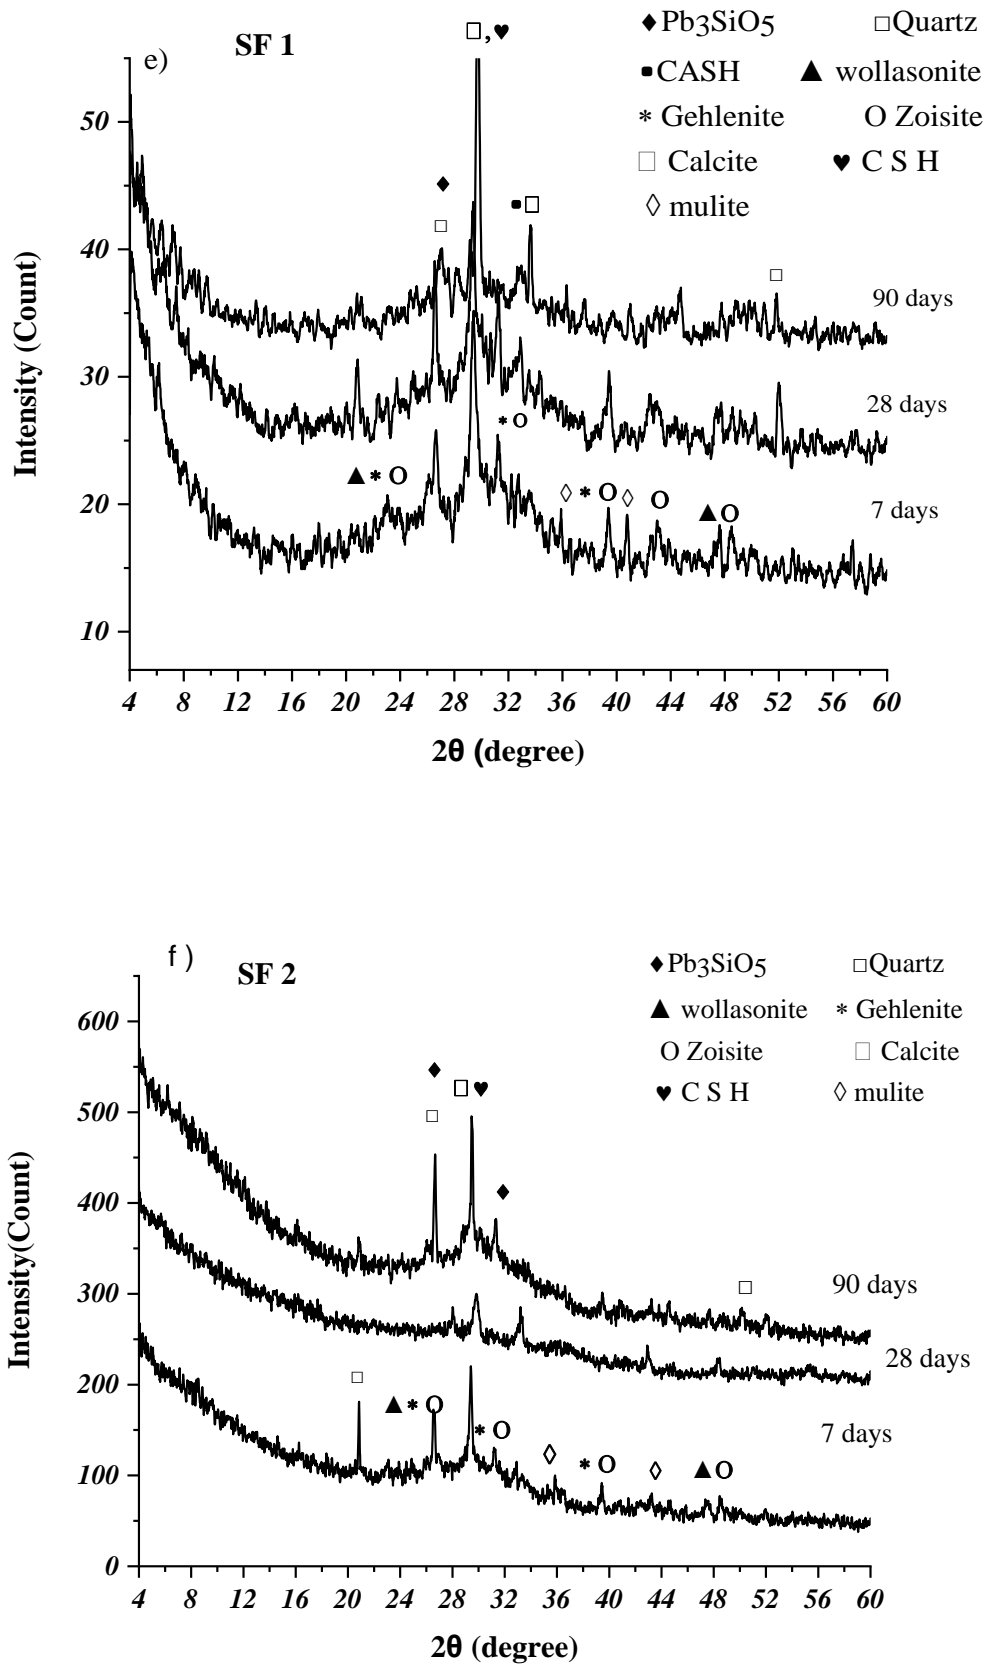 SF 1
e)
□,♥
◆Pb3SiO5 □Quartz
▪CASH ▲ wollasonite
* Gehlenite O Zoisite
□ Calcite ♥ C S H
◊ mulite
◆
□
▪□
□
50
40
30
20
10
90 days
28 days
7 days
* O
▲ * O
◊ * O ◊ O
▲ O
Intensity (Count)
4 8 12 16 20 24 28 32 36 40 44 48 52 56 60
2θ (degree)
f )
SF 2
◆Pb3SiO5 □Quartz
▲ wollasonite * Gehlenite
O Zoisite □ Calcite
♥ C S H ◊ mulite
◆
□ ♥
□
◆
□
600
500
400
300
200
100
0
90 days
28 days
7 days
□
▲ * O
* O
◊ * O ◊ ▲ O
Intensity(Count)
4 8 12 16 20 24 28 32 36 40 44 48 52 56 60
2θ (degree)